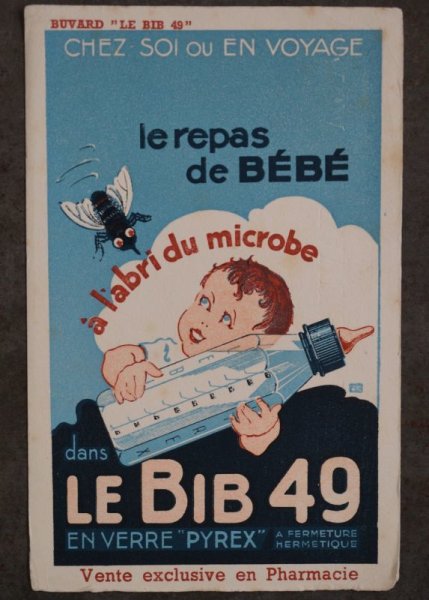 BUVARD "LE BIB 49"
CHEZ SOI OU EN VOYAGE
le repas
de BÉBÉ
à l'abri du microbe
dans
LE BIB 49
EN VERRE "PYREX" A FERMETURE
HERMETIQUE
Vente exclusive en Pharmacie